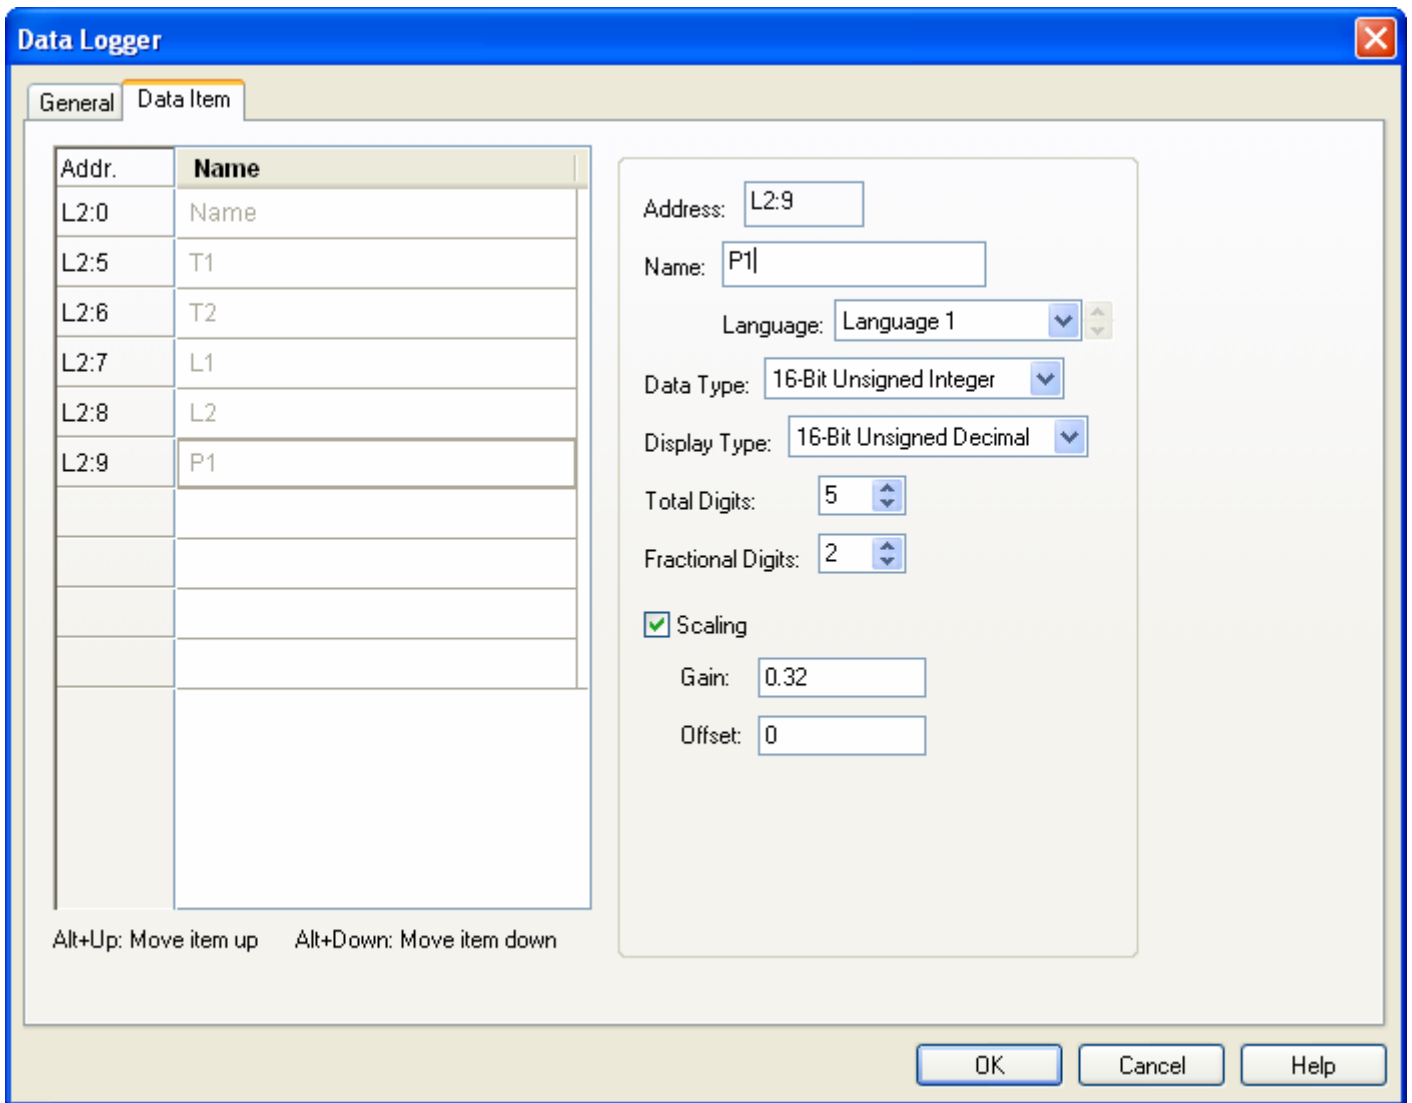 Data Logger
General Data Item
Addr. Name
L2:0 Name
L2:5 T1
L2:6 T2
L2:7 L1
L2:8 L2
L2:9 P1
Alt+Up: Move item up Alt+Down: Move item down
Address: L2:9
Name: P1
Language: Language 1
Data Type: 16-Bit Unsigned Integer
Display Type: 16-Bit Unsigned Decimal
Total Digits: 5
Fractional Digits: 2
Scaling
Gain: 0.32
Offset: 0
OK Cancel Help